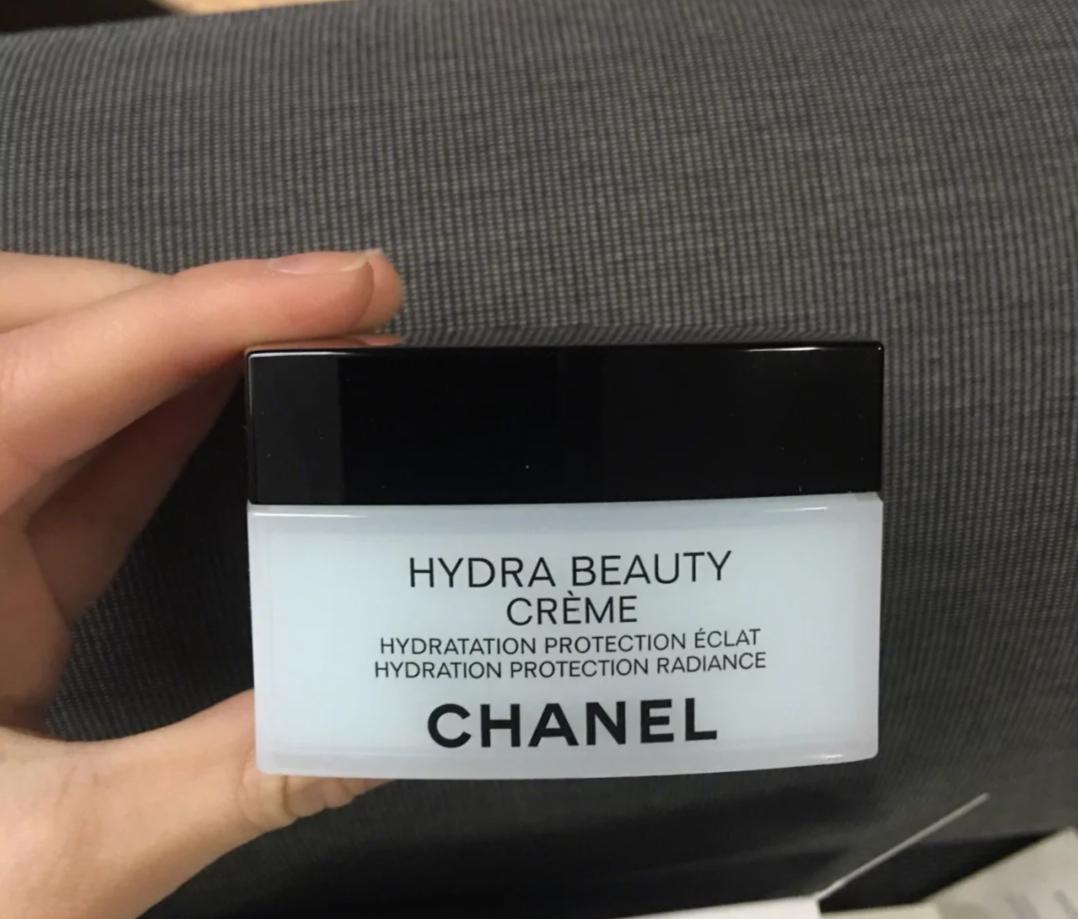 HYDRA BEAUTY
CRÈME
HYDRATATION PROTECTION ÉCLAT
HYDRATION PROTECTION RADIANCE
CHANEL